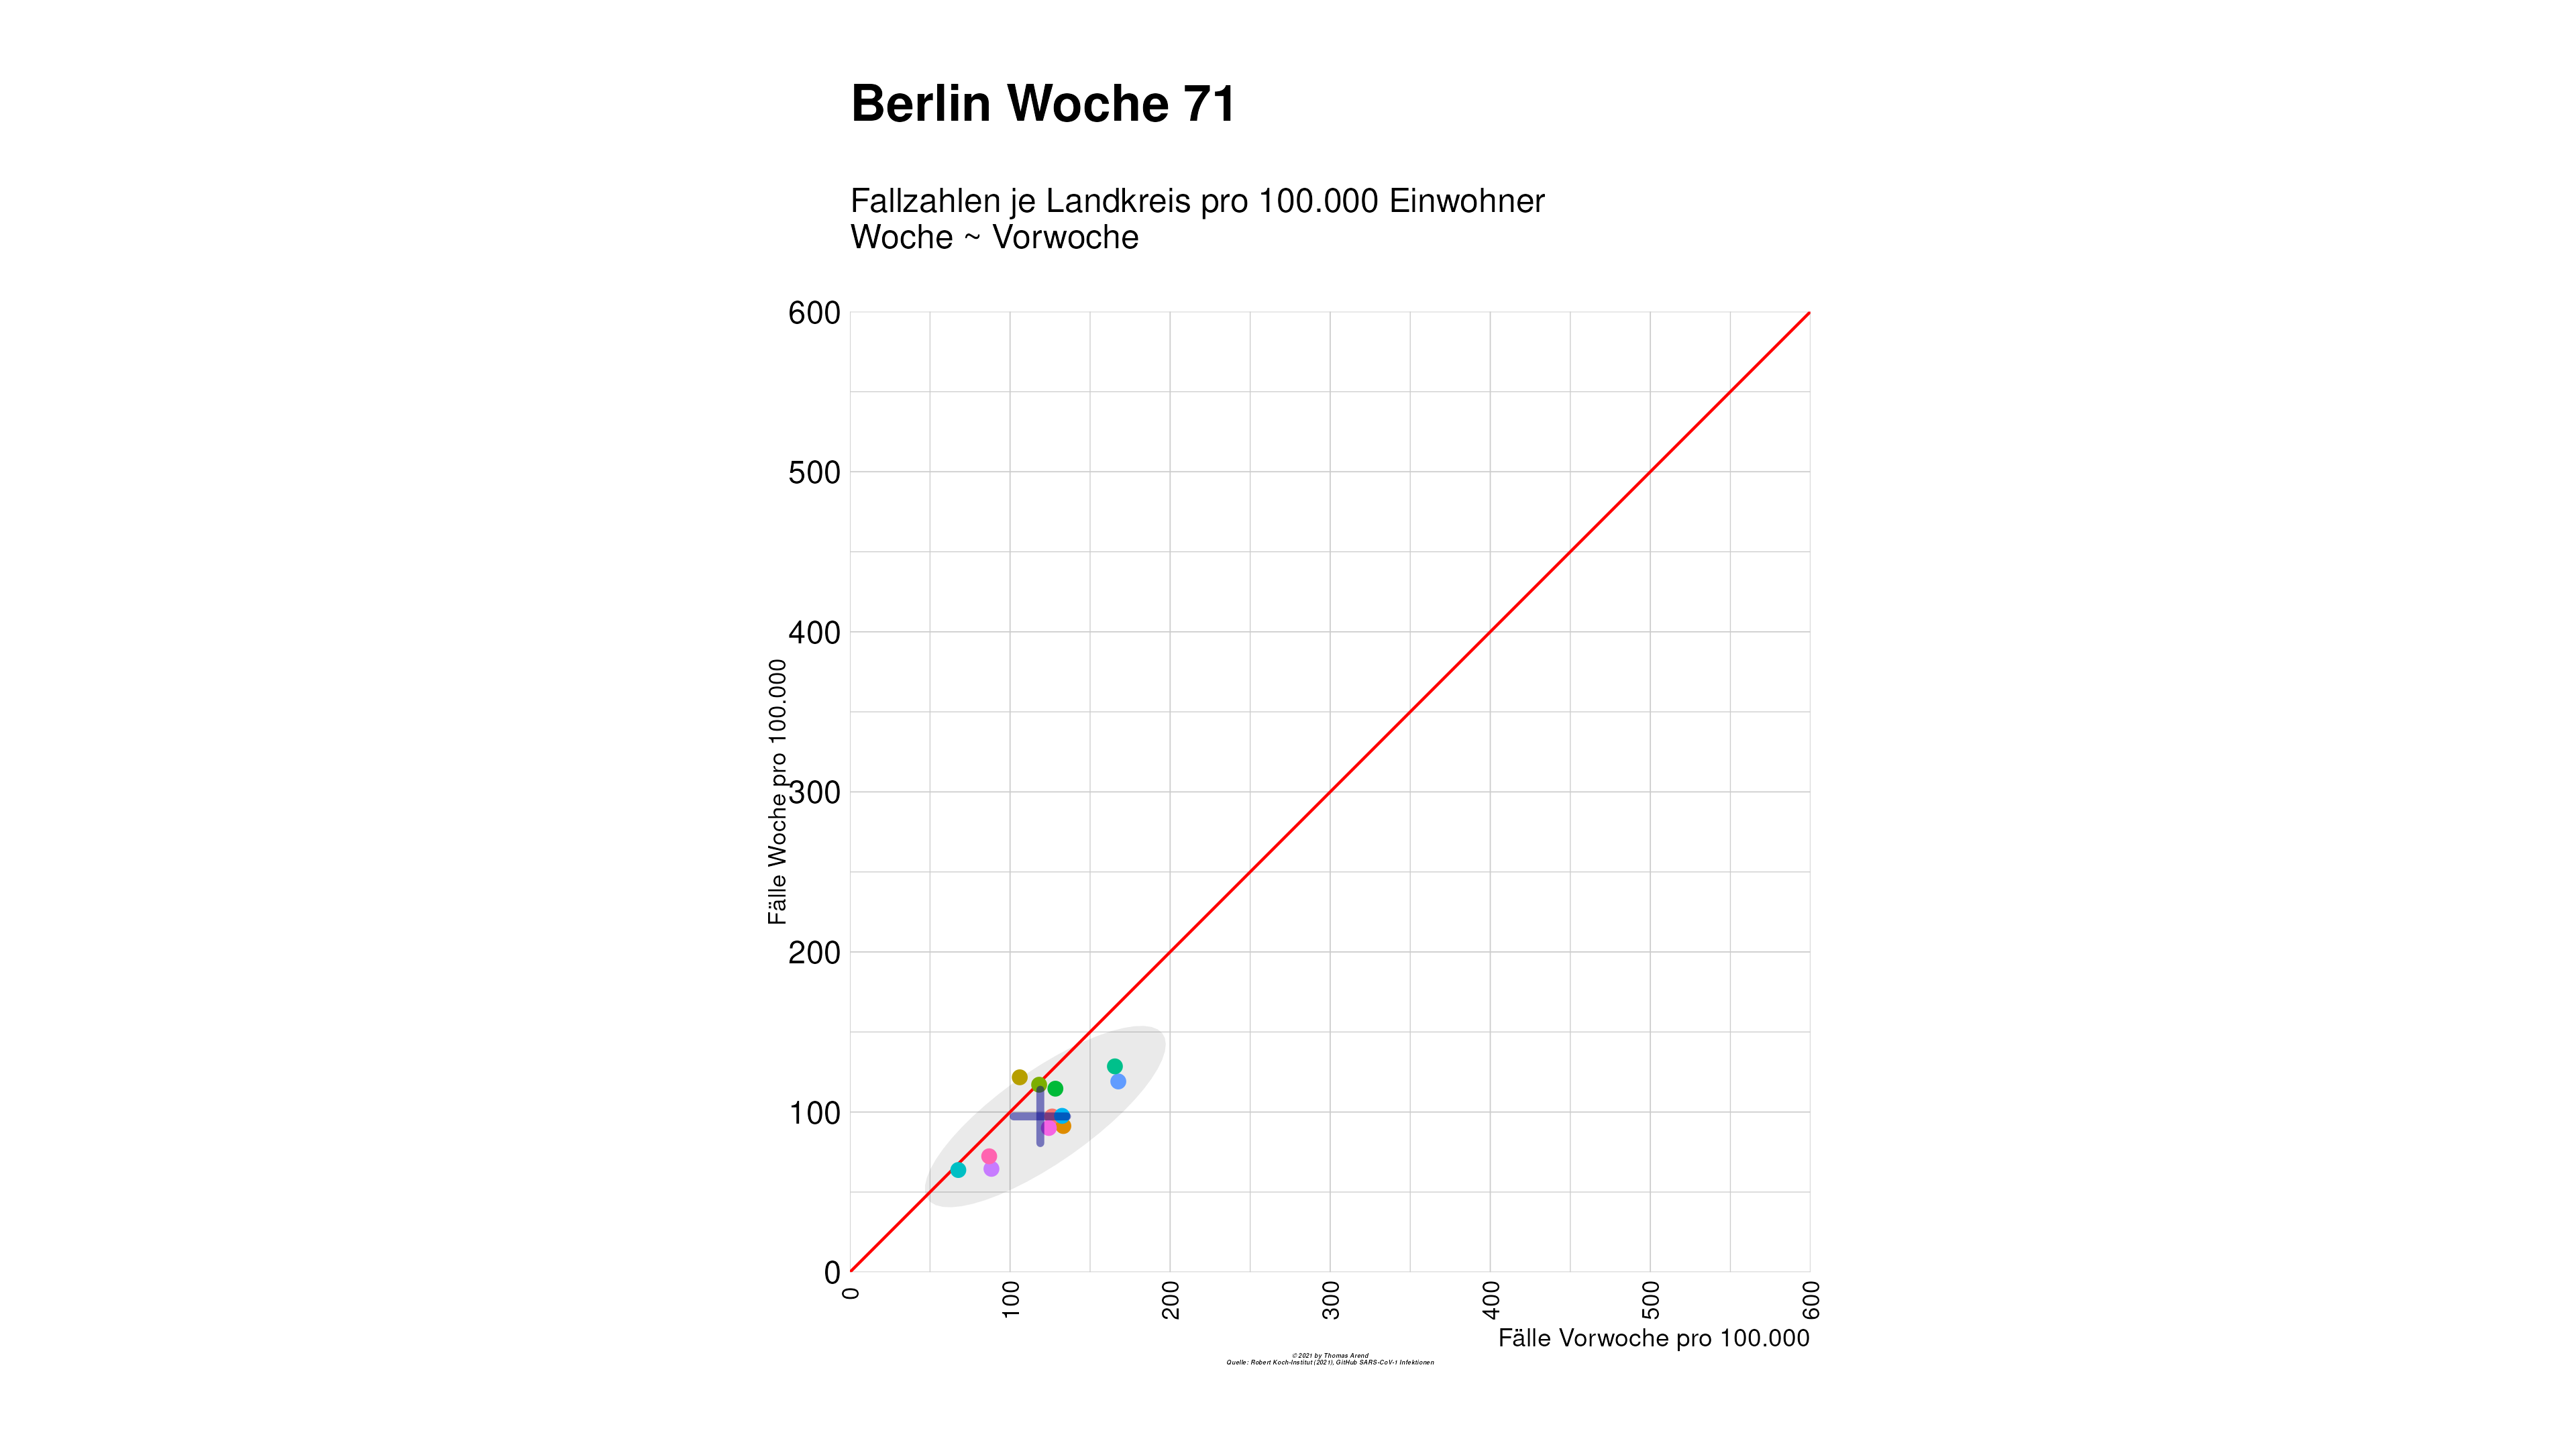 Berlin Woche 71
Fallzahlen je Landkreis pro 100.000 Einwohner
Woche ~ Vorwoche
600
500
400
300
200
100
0
Fälle Woche pro 100.000
0
100
200
300
400
500
600
Fälle Vorwoche pro 100.000
© 2021 by Thomas Arend
Quelle: Robert Koch-Institut (2021), GitHub SARS-CoV-1 Infektionen